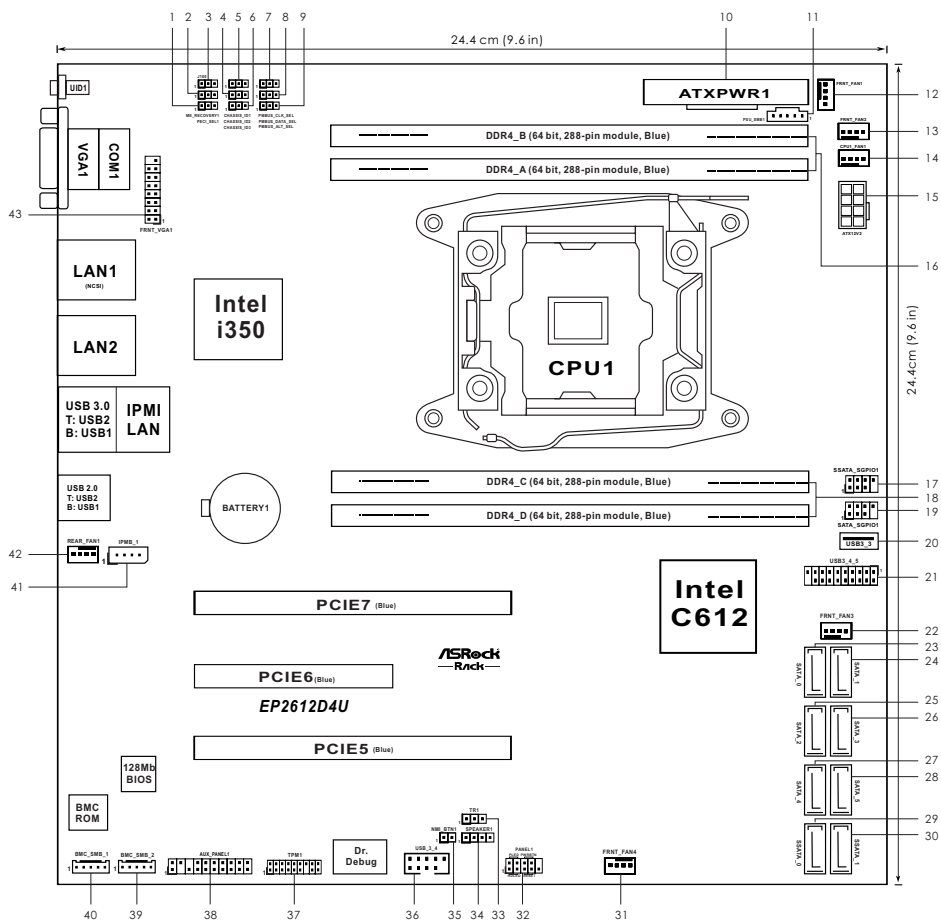 1 2 3 4 5 6 7 8 9 10 11
24.4 cm (9.6 in)
UID1
J100
ME_RECOVERY1
PECI_SEL1
CHASSIS_ID1
CHASSIS_ID2
CHASSIS_ID3
PMBUS_CLK_SEL
PMBUS_DATA_SEL
PMBUS_ALT_SEL
ATXPWR1
PSU_SMB1
FRNT_FAN1
12
FRNT_FAN2
13
CPU1_FAN1
14
15
ATX12V2
16
DDR4_B (64 bit, 288-pin module, Blue)
DDR4_A (64 bit, 288-pin module, Blue)
VGA1
COM1
43
FRNT_VGA1
LAN1
(NCSI)
LAN2
Intel
i350
CPU1
24.4cm (9.6 in)
USB 3.0
T: USB2
B: USB1
IPMI
LAN
USB 2.0
T: USB2
B: USB1
BATTERY1
DDR4_C (64 bit, 288-pin module, Blue)
DDR4_D (64 bit, 288-pin module, Blue)
SSATA_SGPIO1
17
18
19
SATA_SGPIO1
USB3_3
20
USB3_4_5
21
42
REAR_FAN1
IPMB_1
41
Intel
C612
PCIE7 (Blue)
ASRock
Rack
PCIE6 (Blue)
EP2612D4U
PCIE5 (Blue)
FRNT_FAN3
22
23
SATA_0
SATA_1
24
25
SATA_2
SATA_3
26
27
SATA_4
SATA_5
28
29
SSATA_0
SSATA_1
30
128Mb
BIOS
BMC
ROM
TR1
NMI_BTN1
SPEAKER1
BMC_SMB_1
BMC_SMB_2
AUX_PANEL1
TPM1
Dr.
Debug
USB_3_4
PANEL1
PLED PWRBTN
HDLED RESET
FRNT_FAN4
40 39 38 37 36 35 34 33 32 31